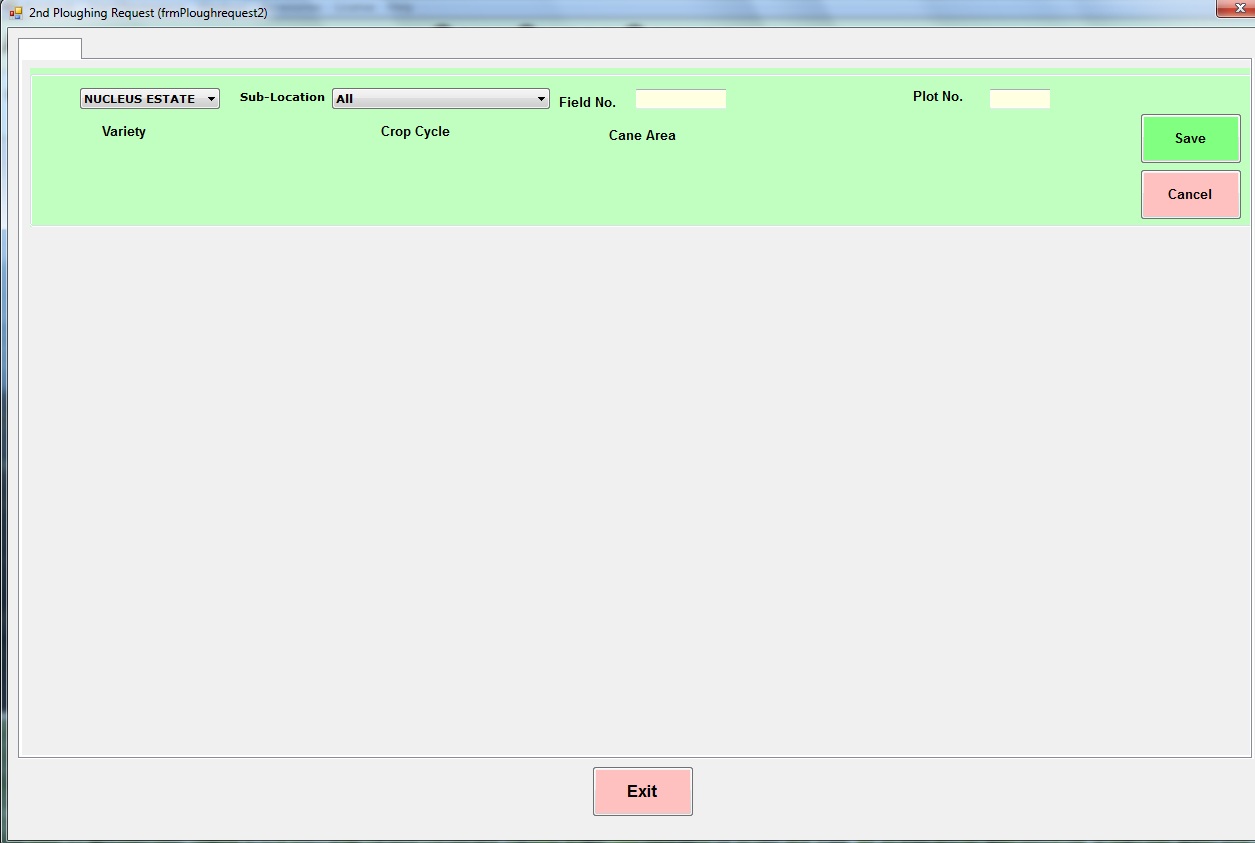 2nd Ploughing Request (frmPloughrequest2)
NUCLEUS ESTATE Sub-Location All Field No. Plot No.
Variety Crop Cycle Cane Area
Save
Cancel
Exit